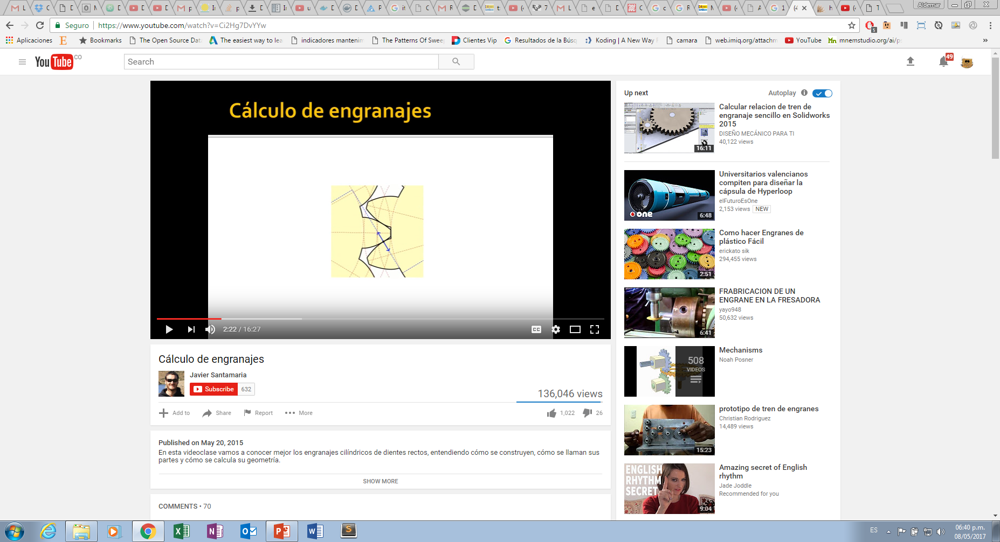 Aldemar
Seguro
https://www.youtube.com/watch?v=Ci2Hg7DvYYw
5
Aplicaciones
Bookmarks
The Open Source Dat
The easiest way to lea
indicadores mantenim
The Patterns Of Sweep
Clientes Vip
Resultados de la Búsq
Koding | A New Way
camara
web.imiq.org/attachm
YouTube
mnemstudio.org/ai/p
»
YouTube CO
Search
49
Cálculo de engranajes
2:22 / 16:27
CC
Cálculo de engranajes
Javier Santamaria
Subscribe 632
136,046 views
Add to
Share
Report
More
1,022
26
Published on May 20, 2015
En esta videoclase vamos a conocer mejor los engranajes cilíndricos de dientes rectos, entendiendo cómo se construyen, cómo se llaman sus
partes y cómo se calcula su geometría.
SHOW MORE
COMMENTS • 70
Up next
Autoplay
Calcular relacion de tren de
engranaje sencillo en Solidworks
2015
DISEÑO MECÁNICO PARA TI
40,122 views
16:11
Universitarios valencianos
compiten para diseñar la
cápsula de Hyperloop
elFuturoEsOne
2,153 views NEW
one
6:48
Como hacer Engranes de
plástico Fácil
erickato sik
294,455 views
2:51
FRABRICACION DE UN
ENGRANE EN LA FRESADORA
yayo948
50,632 views
6:41
Mechanisms
Noah Posner
508
VIDEOS
prototipo de tren de engranes
Christian Rodriguez
14,489 views
15:23
Amazing secret of English
rhythm
Jade Joddle
Recommended for you
ENGLISH
RHYTHM
SECRET
9:04
ES
06:40 p.m.
08/05/2017